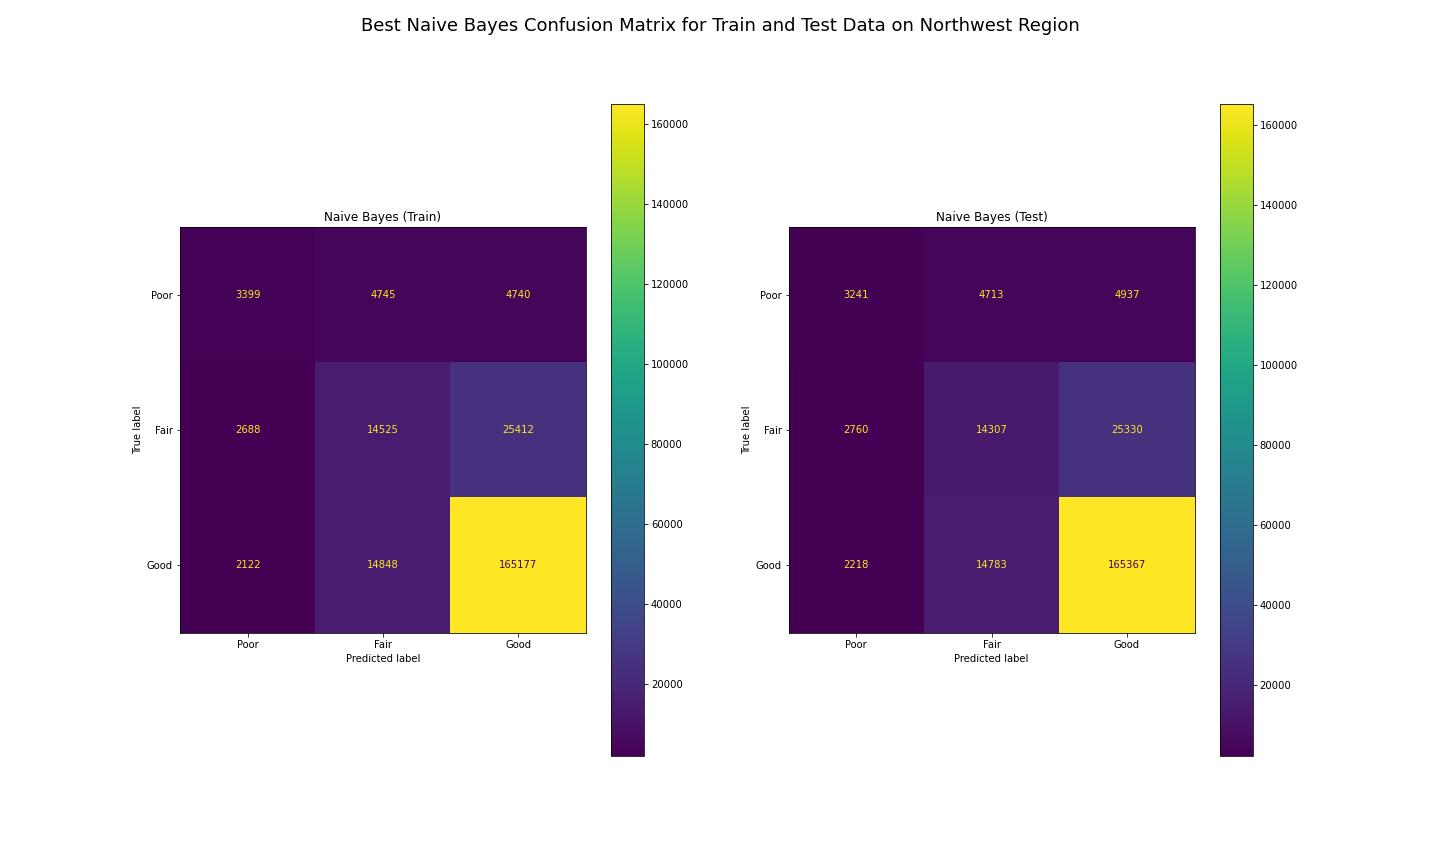 Best Naive Bayes Confusion Matrix for Train and Test Data on Northwest Region
Naive Bayes (Train)
True label
Poor
3399 4745 4740
Fair
2688 14525 25412
Good
2122 14848 165177
Poor Fair Good
Predicted label
160000
140000
120000
100000
80000
60000
40000
20000
Naive Bayes (Test)
True label
Poor
3241 4713 4937
Fair
2760 14307 25330
Good
2218 14783 165367
Poor Fair Good
Predicted label
160000
140000
120000
100000
80000
60000
40000
20000